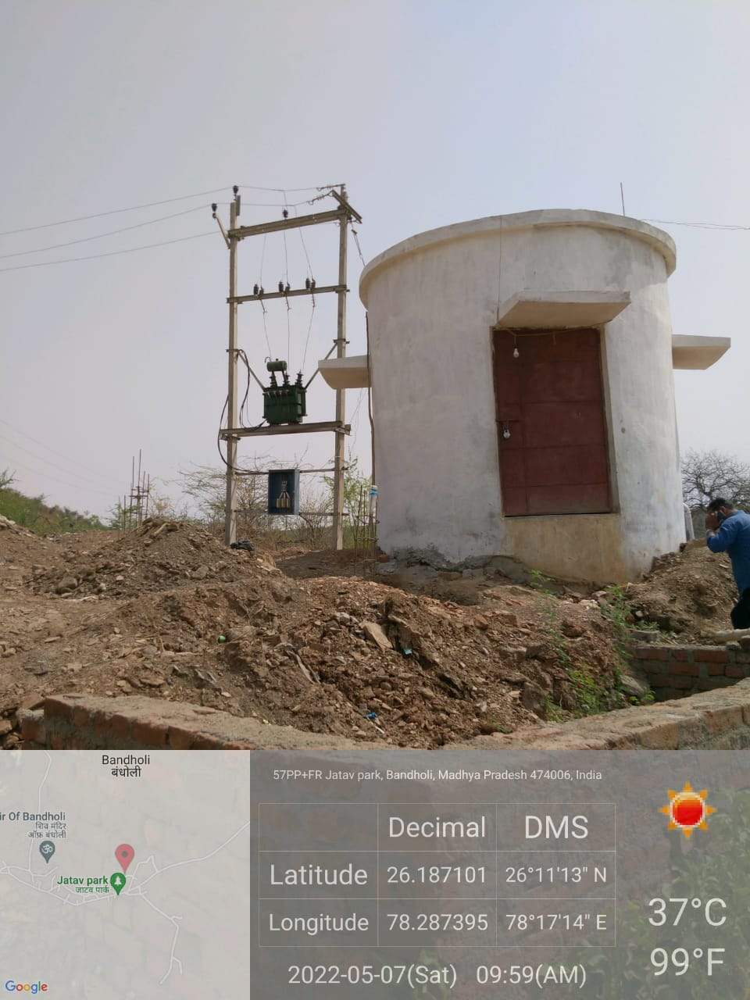 Bandholi
बंधोली
ir Of Bandholi
शिव मंदिर
ऑफ़ बंधोली
Jatav park
जाटव पार्क
Google
57PP+FR Jatav park, Bandholi, Madhya Pradesh 474006, India
Decimal DMS
Latitude 26.187101 26°11'13" N
Longitude 78.287395 78°17'14" E
2022-05-07(Sat) 09:59(AM)
37°C
99°F